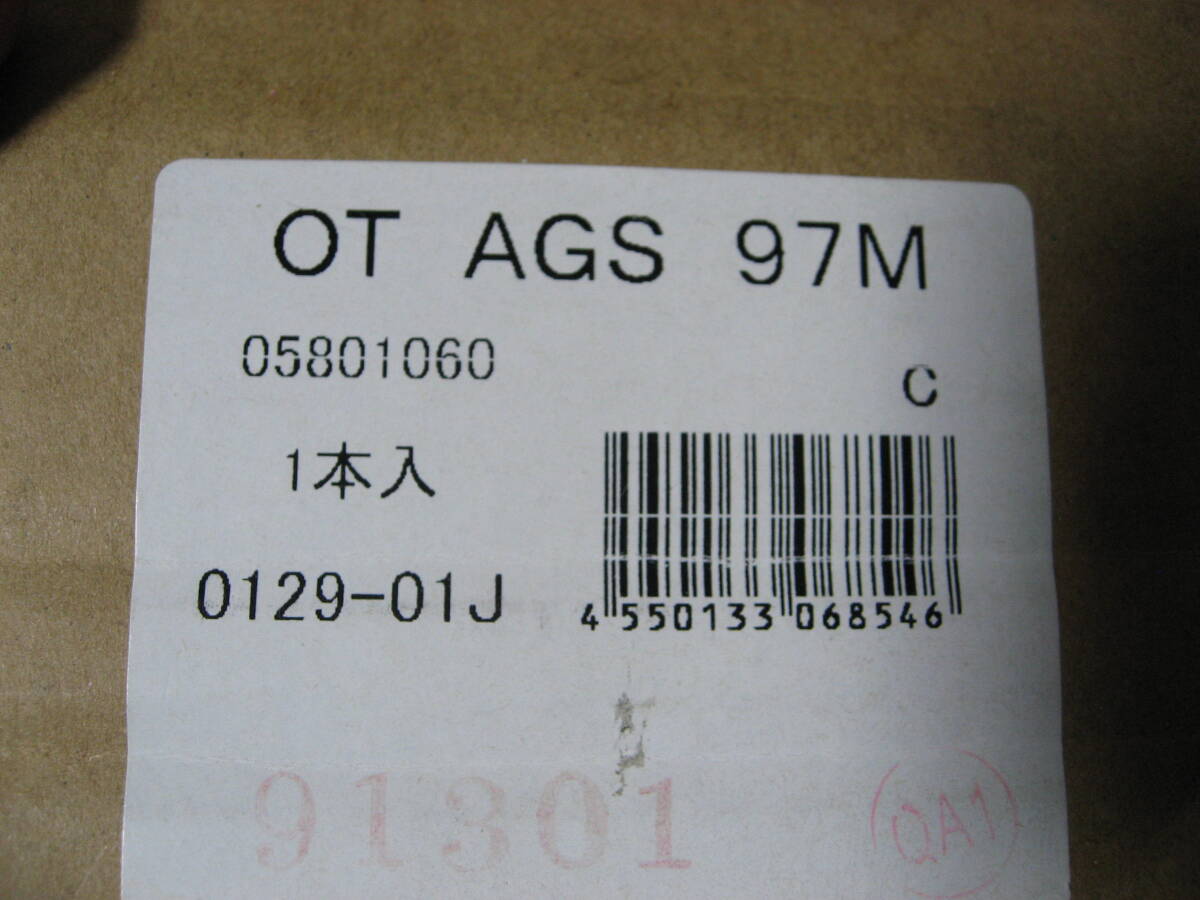 OT AGS 97M
05801060
C
1本入
0129-01J
4 550133 068546
91301
QA1